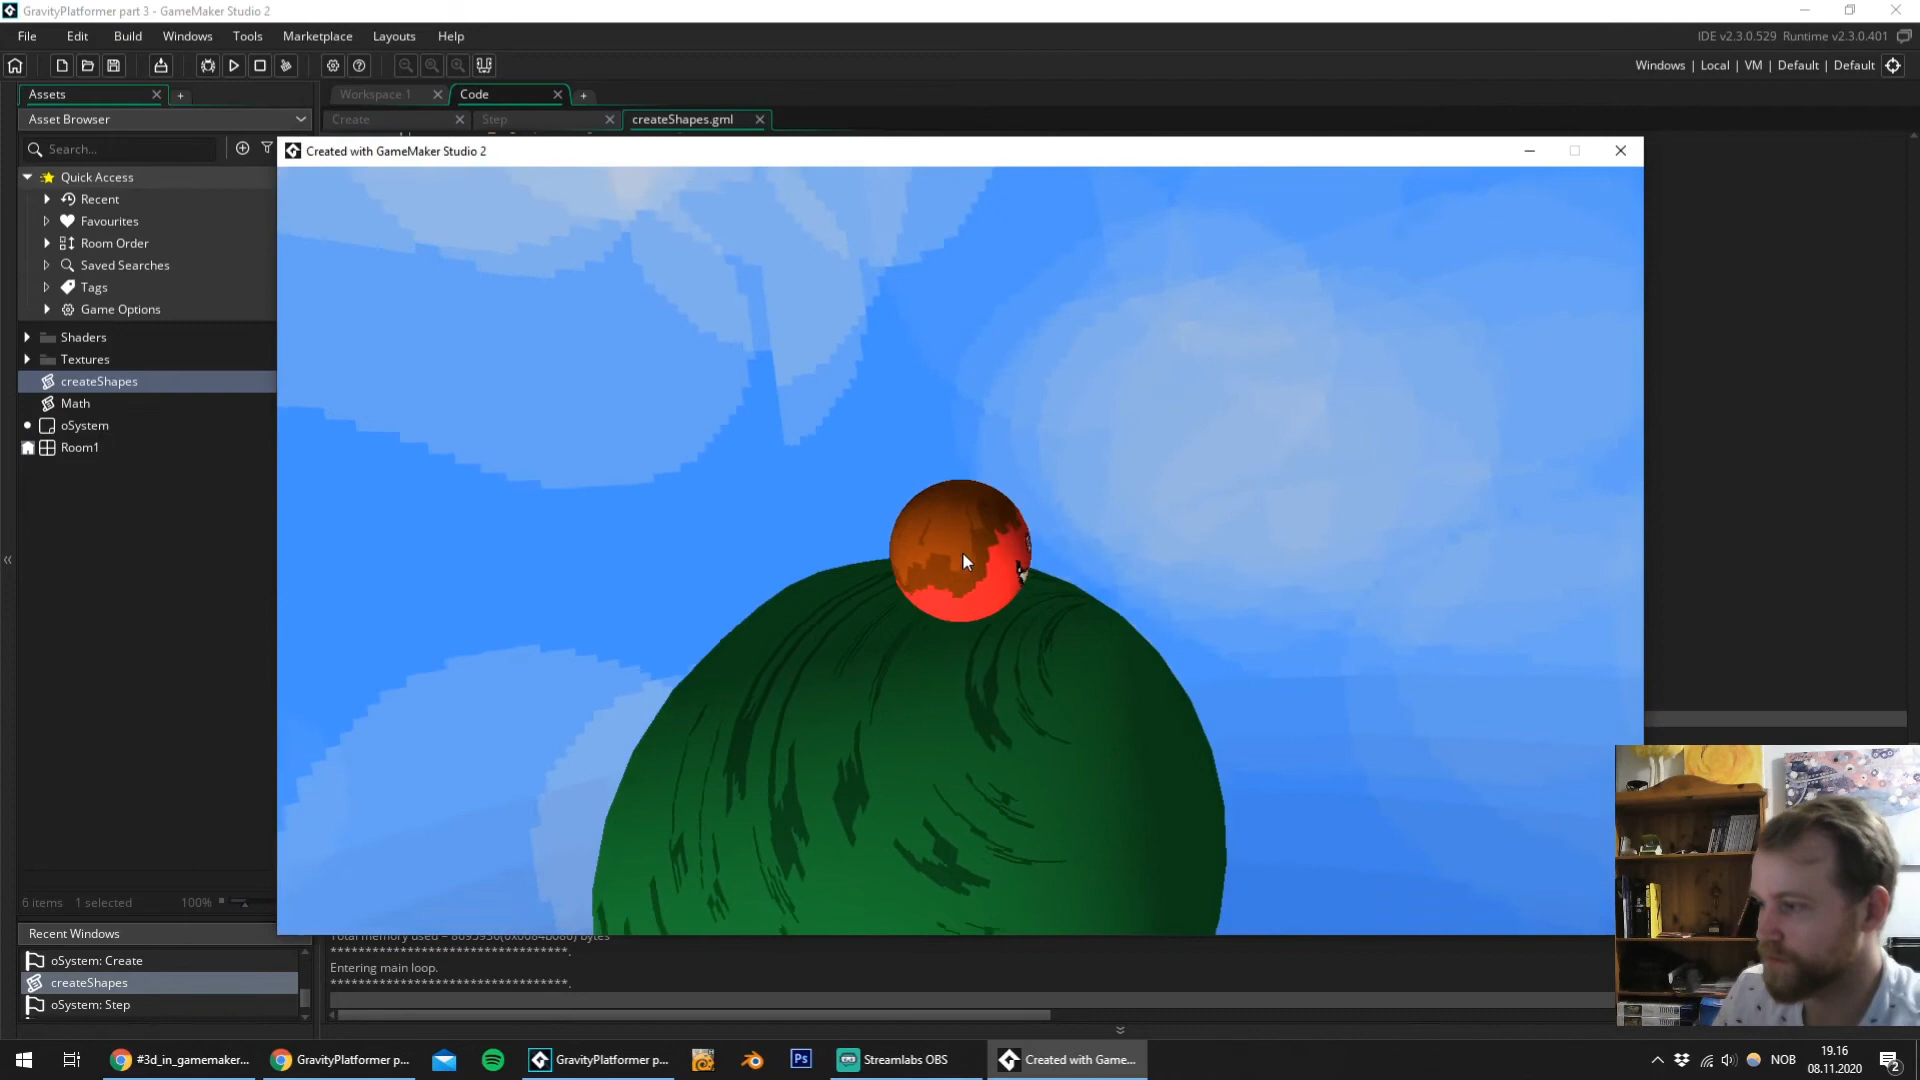 GravityPlatformer part 3 - GameMaker Studio 2
File Edit Build Windows Tools Marketplace Layouts Help
IDE v2.3.0.529 Runtime v2.3.0.401
Windows | Local | VM | Default | Default
Assets
Workspace 1
Code
Asset Browser
Create
Step
createShapes.gml
Search...
Created with GameMaker Studio 2
Quick Access
Recent
Favourites
Room Order
Saved Searches
Tags
Game Options
Shaders
Textures
createShapes
Math
oSystem
Room1
6 items 1 selected 100%
Recent Windows
oSystem: Create
createShapes
oSystem: Step
bytes
***********************************.
Entering main loop.
***********************************.
#3d_in_gamemaker...
GravityPlatformer p...
GravityPlatformer p...
Ps
Streamlabs OBS
Created with Game...
NOB
19.16
08.11.2020
2